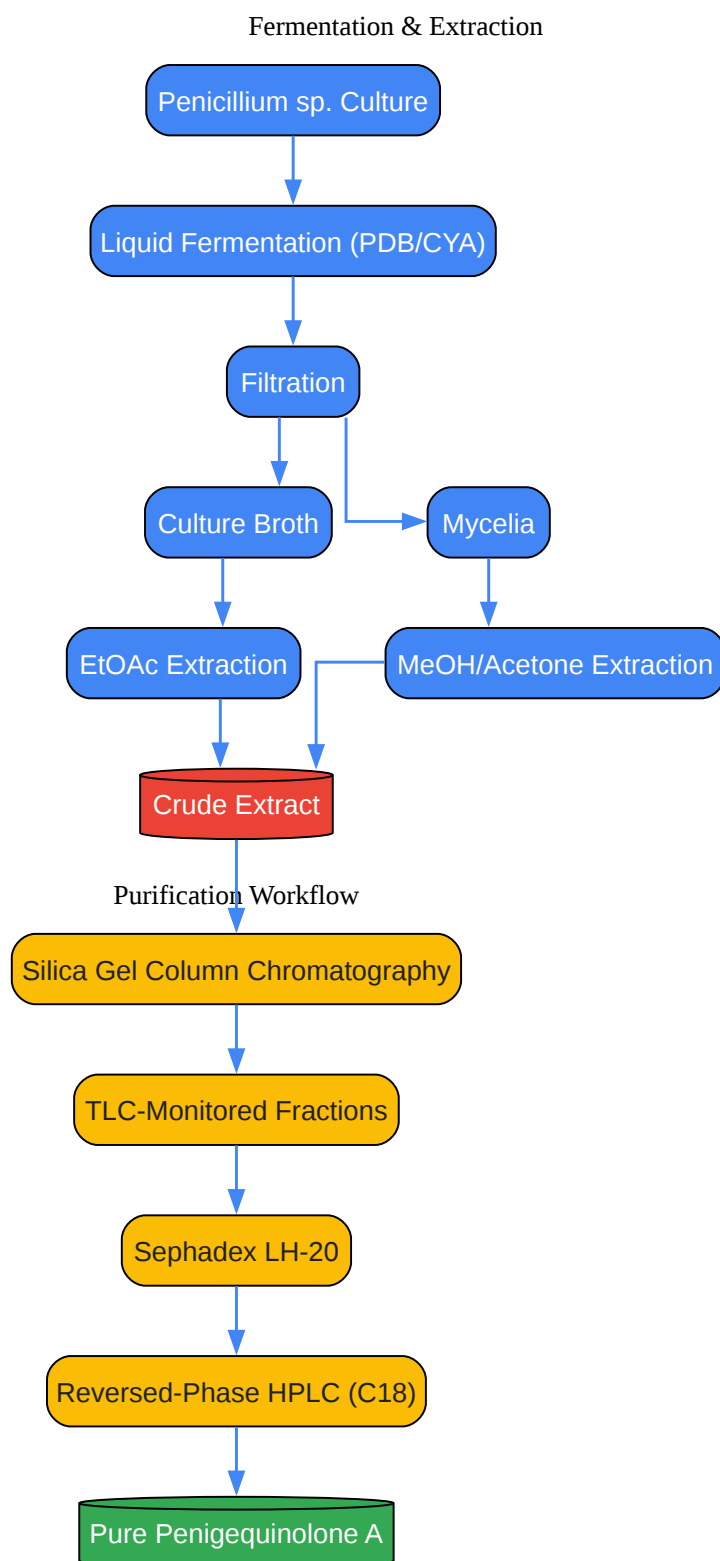 Fermentation & Extraction
Penicillium sp. Culture
Liquid Fermentation (PDB/CYA)
Filtration
Culture Broth
Mycelia
EtOAc Extraction
MeOH/Acetone Extraction
Crude Extract
Purification Workflow
Silica Gel Column Chromatography
TLC-Monitored Fractions
Sephadex LH-20
Reversed-Phase HPLC (C18)
Pure Penigequinolone A